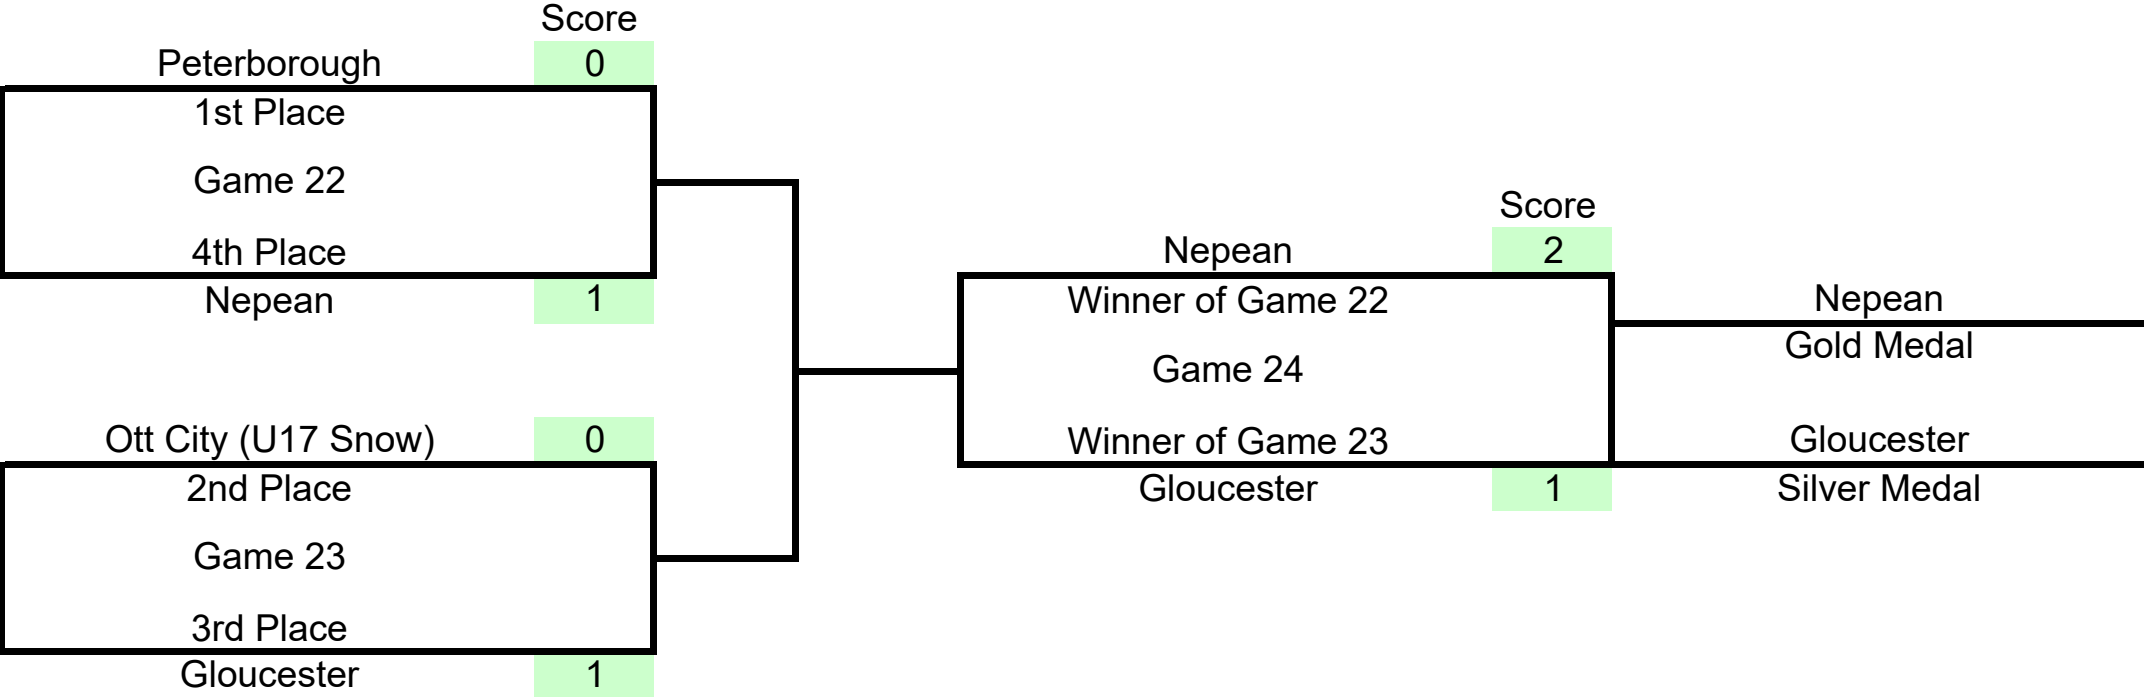 Score
Peterborough 0
1st Place
Game 22
4th Place
Nepean 1
Ott City (U17 Snow) 0
2nd Place
Game 23
3rd Place
Gloucester 1
Score
Nepean 2
Winner of Game 22
Game 24
Winner of Game 23
Gloucester 1
Nepean
Gold Medal
Gloucester
Silver Medal